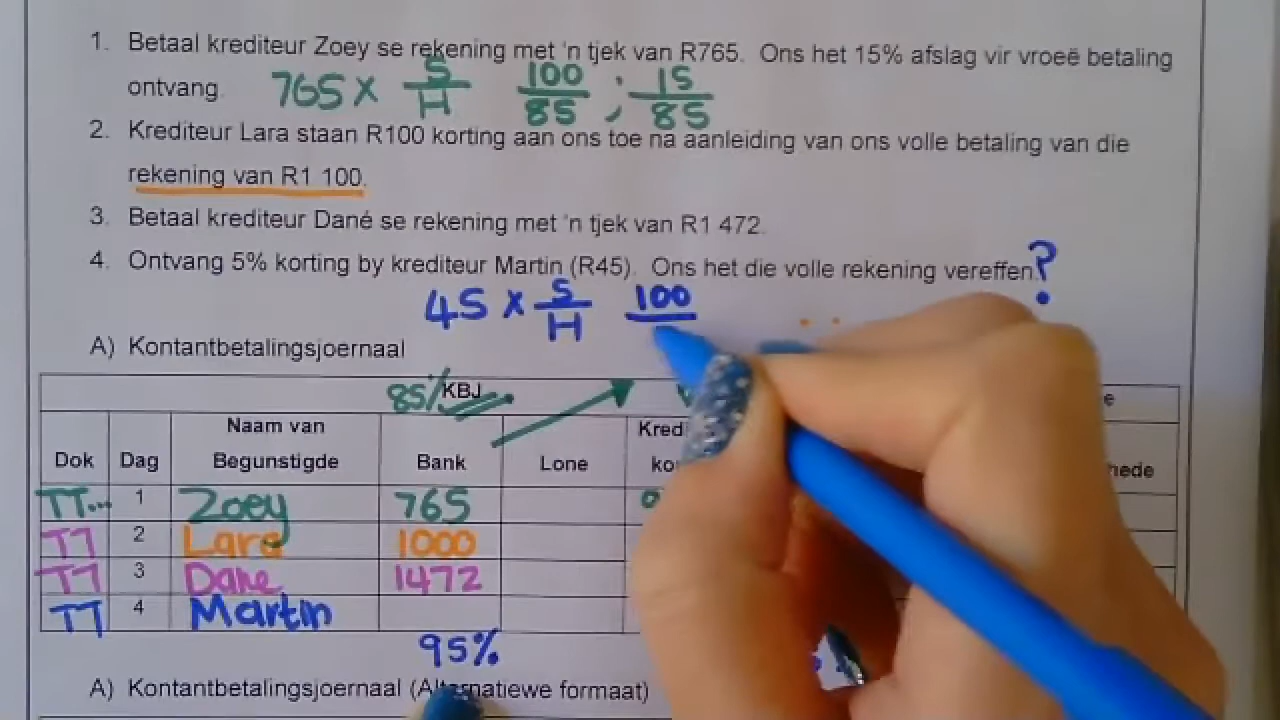 1. Betaal krediteur Zoey se rekening met 'n tjek van R765. Ons het 15% afslag vir vroeë betaling
ontvang. 765 × S/H 100/85 ; 15/85
2. Krediteur Lara staan R100 korting aan ons toe na aanleiding van ons volle betaling van die
rekening van R1 100.
3. Betaal krediteur Dané se rekening met 'n tjek van R1 472.
4. Ontvang 5% korting by krediteur Martin (R45). Ons het die volle rekening vereffen. ?
45 × S/H 100
A) Kontantbetalingsjoernaal
85% KBJ
Dok Dag Naam van Begunstigde Bank Lone
TT... 1 Zoey 765
TT 2 Lara 1000
TT 3 Dane 1472
TT 4 Martin
95%
A) Kontantbetalingsjoernaal (Alternatiewe formaat)